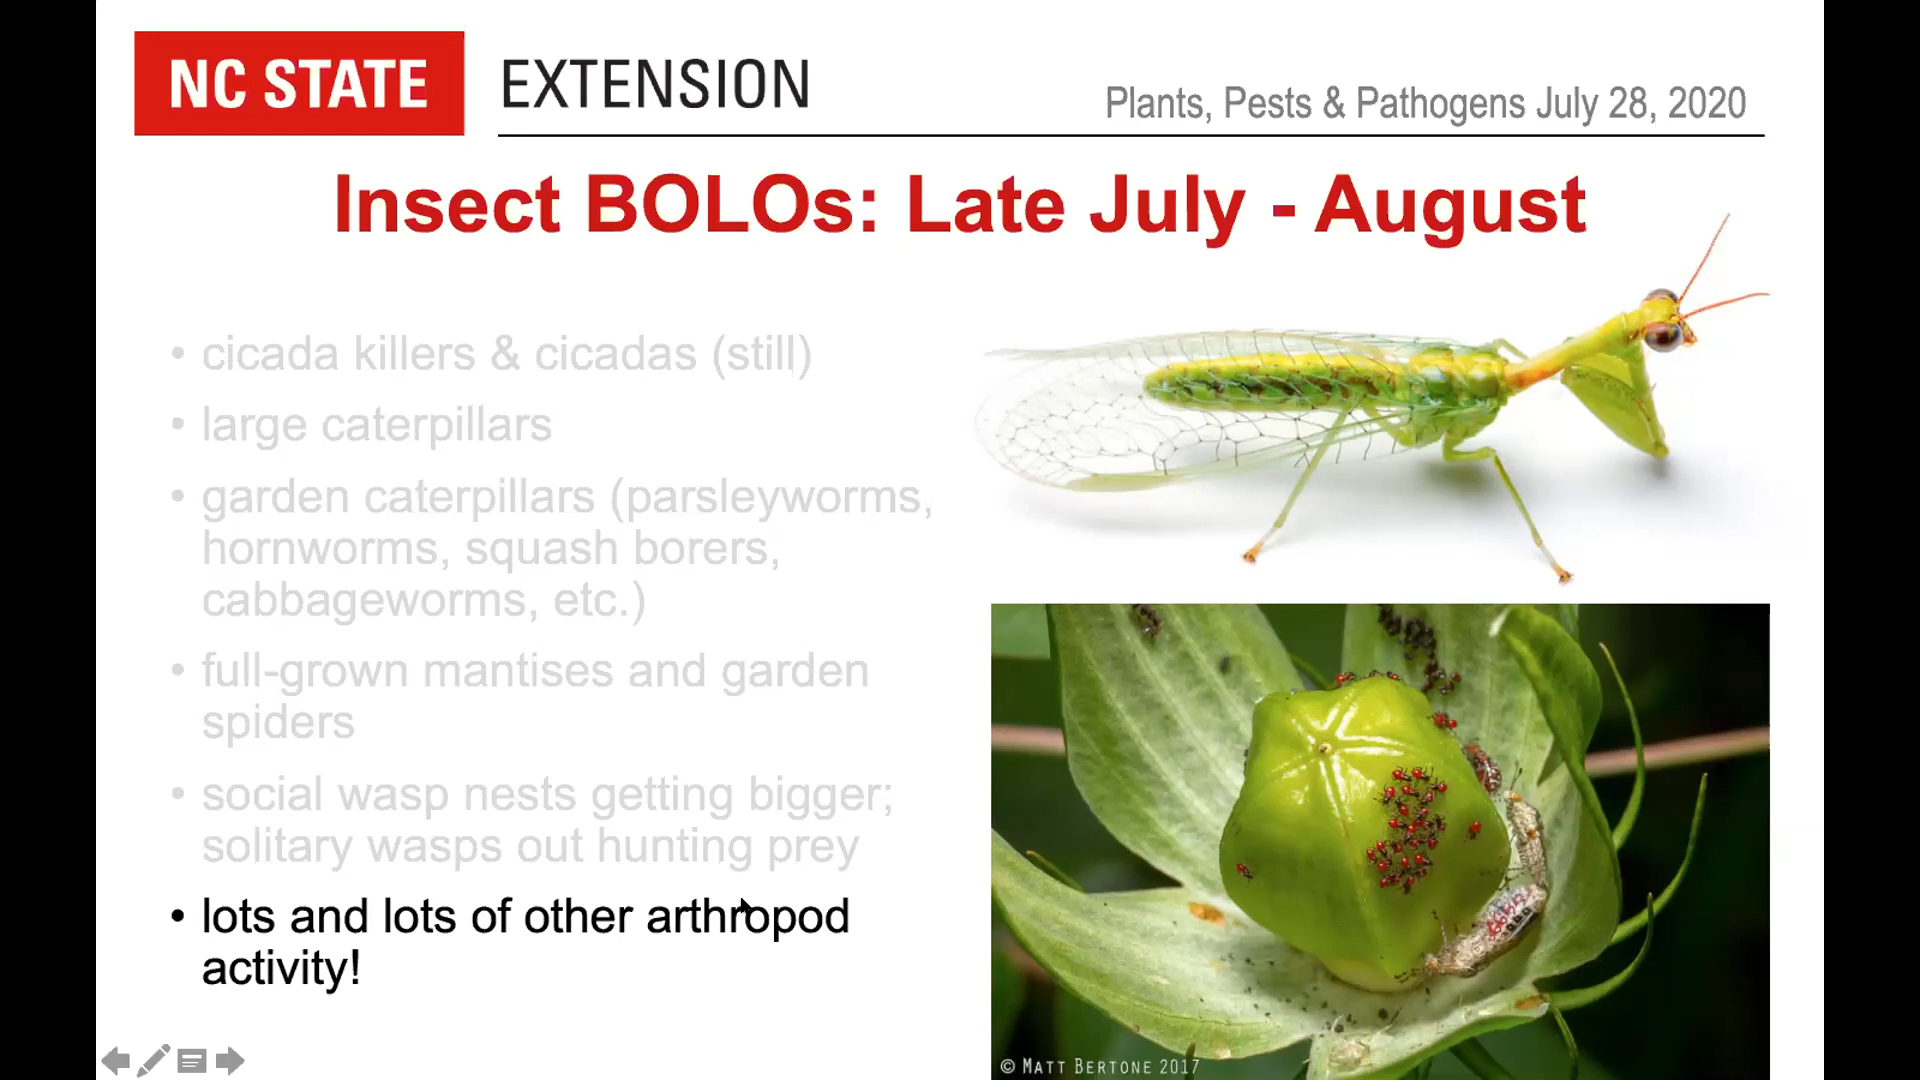 NC STATE EXTENSION
Plants, Pests & Pathogens July 28, 2020
Insect BOLOs: Late July - August
• cicada killers & cicadas (still)
• large caterpillars
• garden caterpillars (parsleyworms,
hornworms, squash borers,
cabbageworms, etc.)
• full-grown mantises and garden
spiders
• social wasp nests getting bigger;
solitary wasps out hunting prey
• lots and lots of other arthropod
activity!
© MATT BERTONE 2017